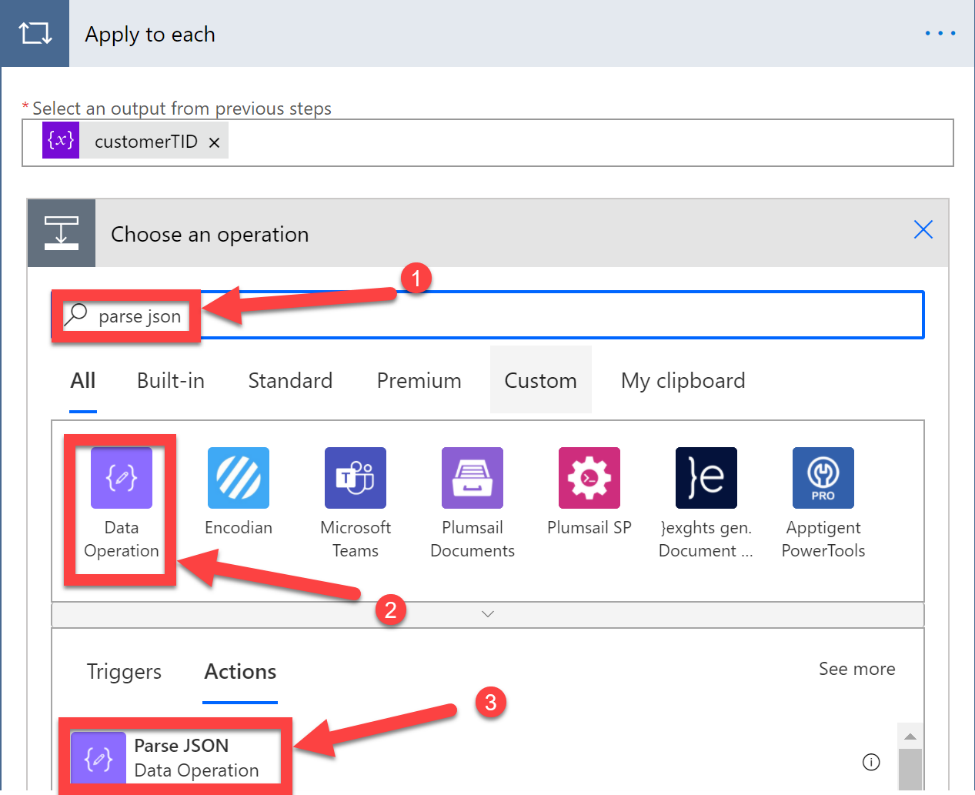 Apply to each
* Select an output from previous steps
{x} customerTID ×
Choose an operation
1
parse json
All Built-in Standard Premium Custom My clipboard
Data Operation
Encodian
Microsoft Teams
Plumsail Documents
Plumsail SP
}exghts gen. Document ...
Apptigent PowerTools
T
}e
PRO
2
Triggers Actions See more
3
Parse JSON
Data Operation